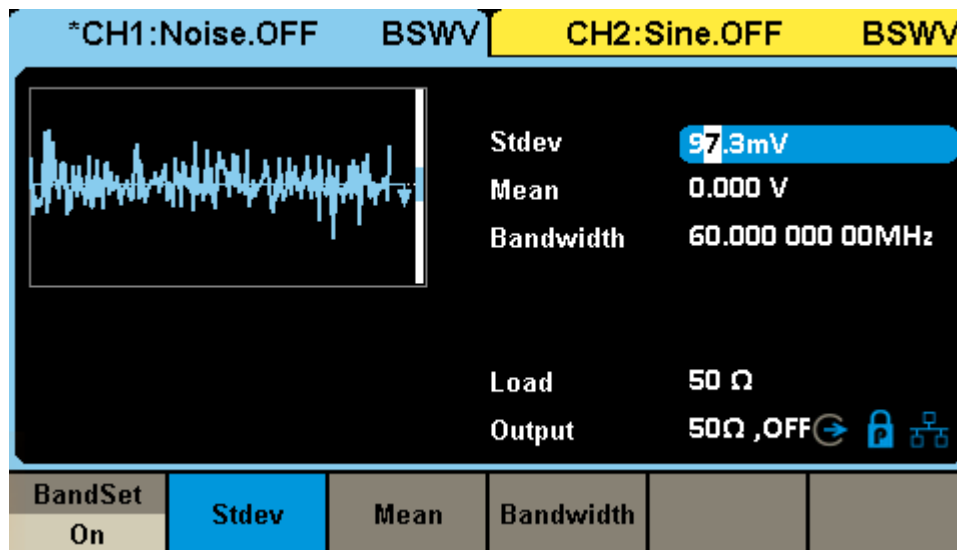 *CH1:Noise.OFF BSWV CH2:Sine.OFF BSWV
Stdev 97.3mV
Mean 0.000 V
Bandwidth 60.000 000 00MHz
Load 50 Ω
Output 50Ω ,OFF P
BandSet
On
Stdev Mean Bandwidth